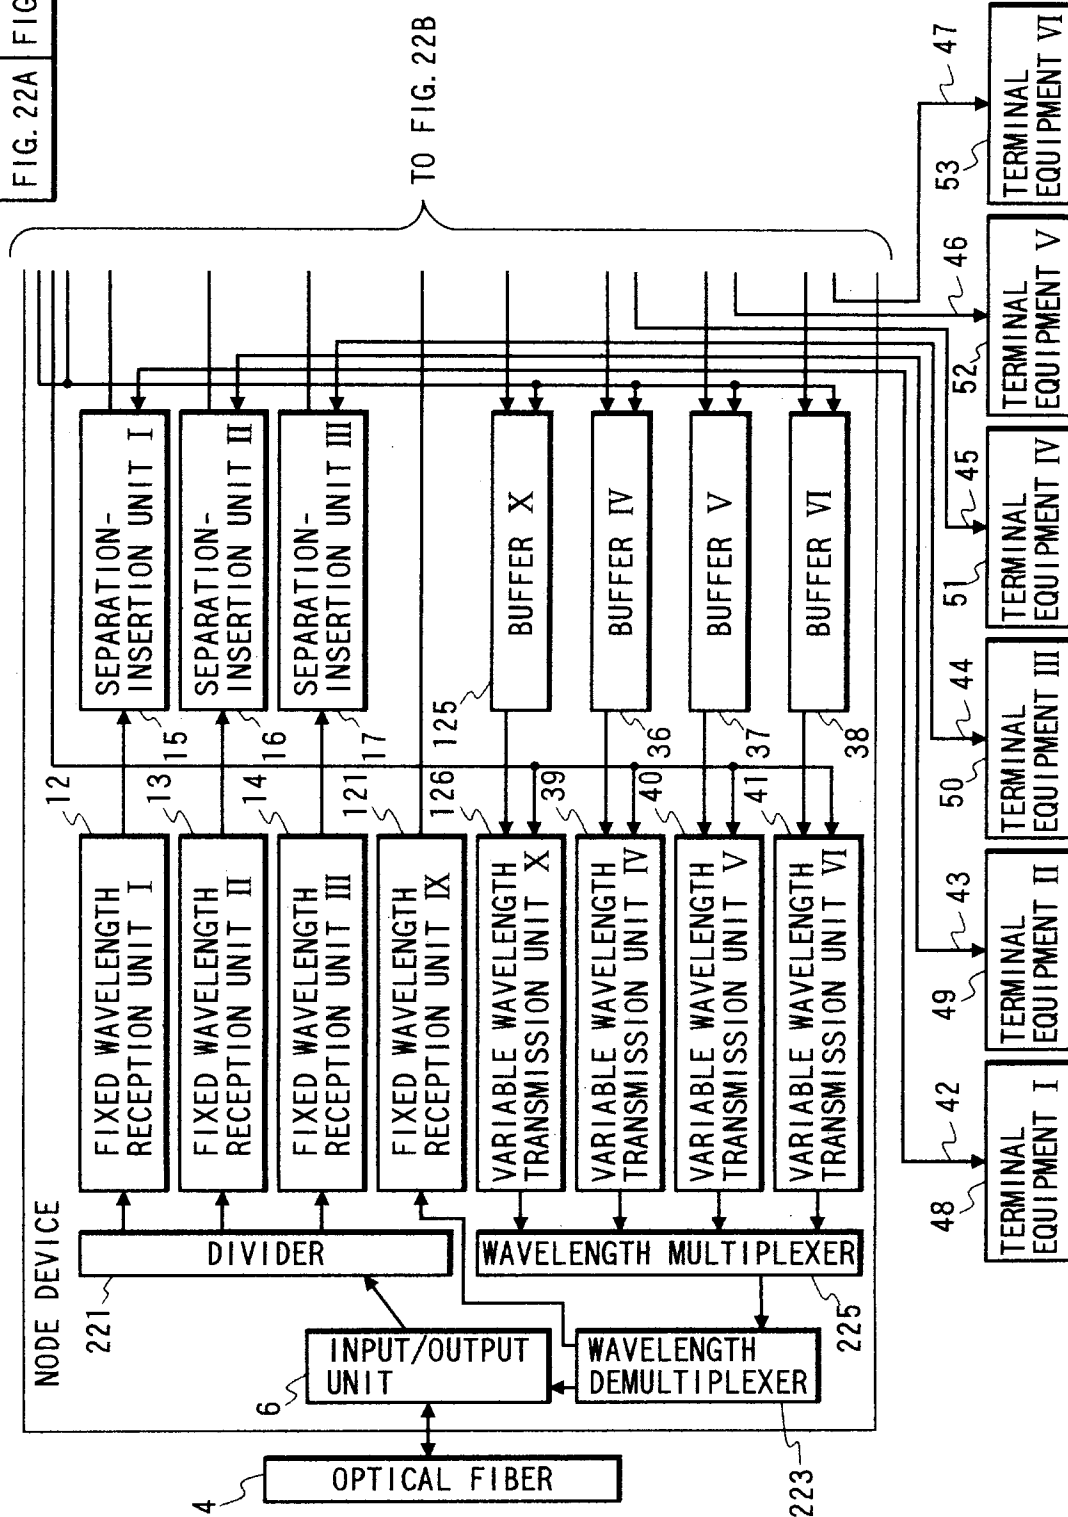 FIG. 22A
FIG
NODE DEVICE
TO FIG. 22B
4
OPTICAL FIBER
6
INPUT/OUTPUT
UNIT
221
DIVIDER
223
WAVELENGTH
DEMULTIPLEXER
225
WAVELENGTH MULTIPLEXER
12
FIXED WAVELENGTH
RECEPTION UNIT I
13
FIXED WAVELENGTH
RECEPTION UNIT II
14
FIXED WAVELENGTH
RECEPTION UNIT III
121
FIXED WAVELENGTH
RECEPTION UNIT IX
126
VARIABLE WAVELENGTH
TRANSMISSION UNIT X
39
VARIABLE WAVELENGTH
TRANSMISSION UNIT IV
40
VARIABLE WAVELENGTH
TRANSMISSION UNIT V
41
VARIABLE WAVELENGTH
TRANSMISSION UNIT VI
15
SEPARATION-
INSERTION UNIT I
16
SEPARATION-
INSERTION UNIT II
17
SEPARATION-
INSERTION UNIT III
125
BUFFER X
36
BUFFER IV
37
BUFFER V
38
BUFFER VI
48
TERMINAL
EQUIPMENT I
42
49
TERMINAL
EQUIPMENT II
43
50
TERMINAL
EQUIPMENT III
44
51
TERMINAL
EQUIPMENT IV
45
52
TERMINAL
EQUIPMENT V
46
53
TERMINAL
EQUIPMENT VI
47